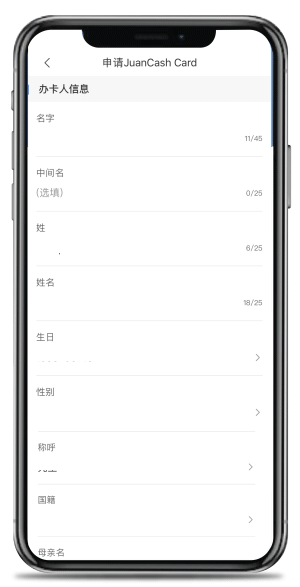 申请JuanCash Card
办卡人信息
名字
11/45
中间名
(选填)
0/25
姓
6/25
姓名
18/25
生日
性别
称呼
国籍
母亲名